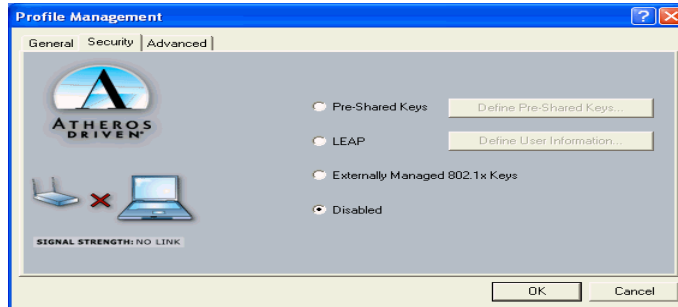 Profile Management
General Security Advanced
ATHEROS
DRIVEN
Pre-Shared Keys Define Pre-Shared Keys...
LEAP Define User Information...
Externally Managed 802.1x Keys
Disabled
SIGNAL STRENGTH: NO LINK
OK Cancel